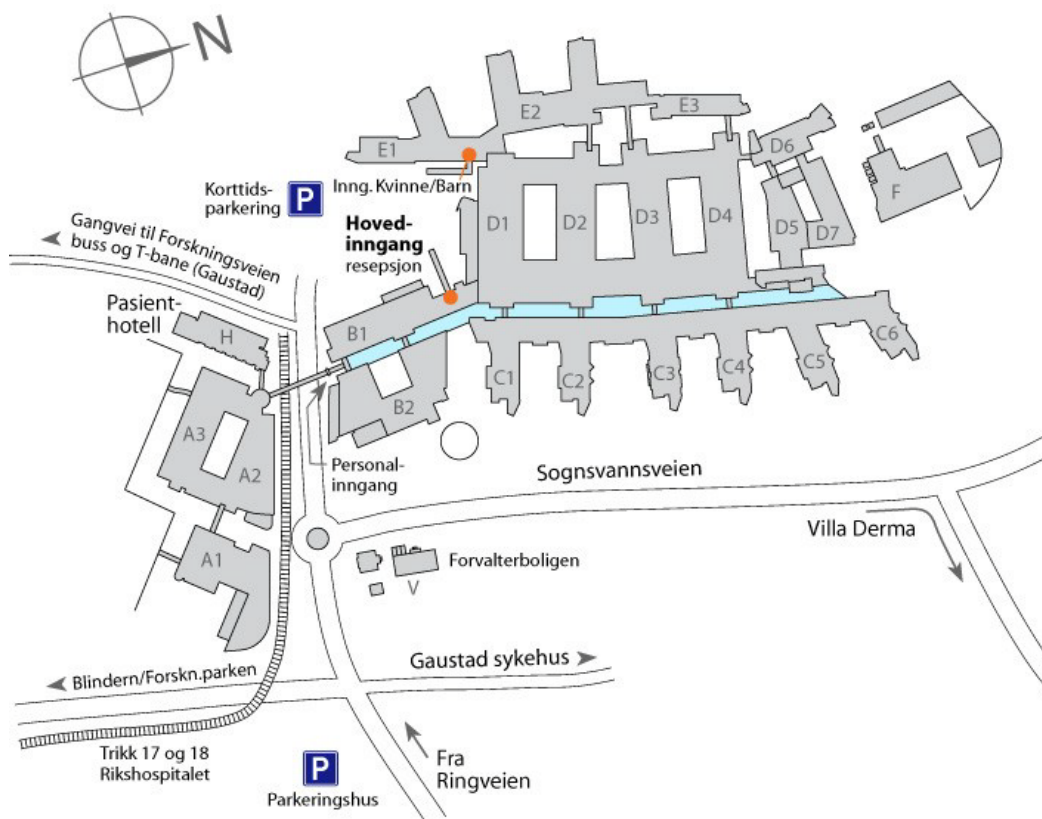 N
E2
E3
E1
D6
F
Inng. Kvinne/Barn
Korttids-
parkering
P
D1
D2
D3
D4
D5
D7
Hoved-
inngang
resepsjon
Gangvei til Forskningsveien
buss og T-bane (Gaustad)
Pasient-
hotell
H
B1
B2
C1
C2
C3
C4
C5
C6
A3
A2
A1
Personal-
inngang
Sognsvannsveien
Villa Derma
Forvalterboligen
V
Gaustad sykehus
Blindern/Forskn.parken
Trikk 17 og 18
Rikshospitalet
P
Parkeringshus
Fra
Ringveien